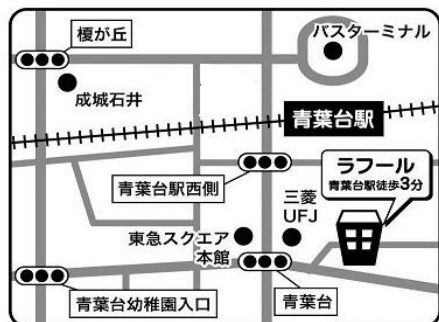 榎が丘
バスターミナル
成城石井
青葉台駅
ラフール
青葉台駅徒歩3分
青葉台駅西側
三菱
UFJ
東急スクエア
本館
青葉台幼稚園入口
青葉台